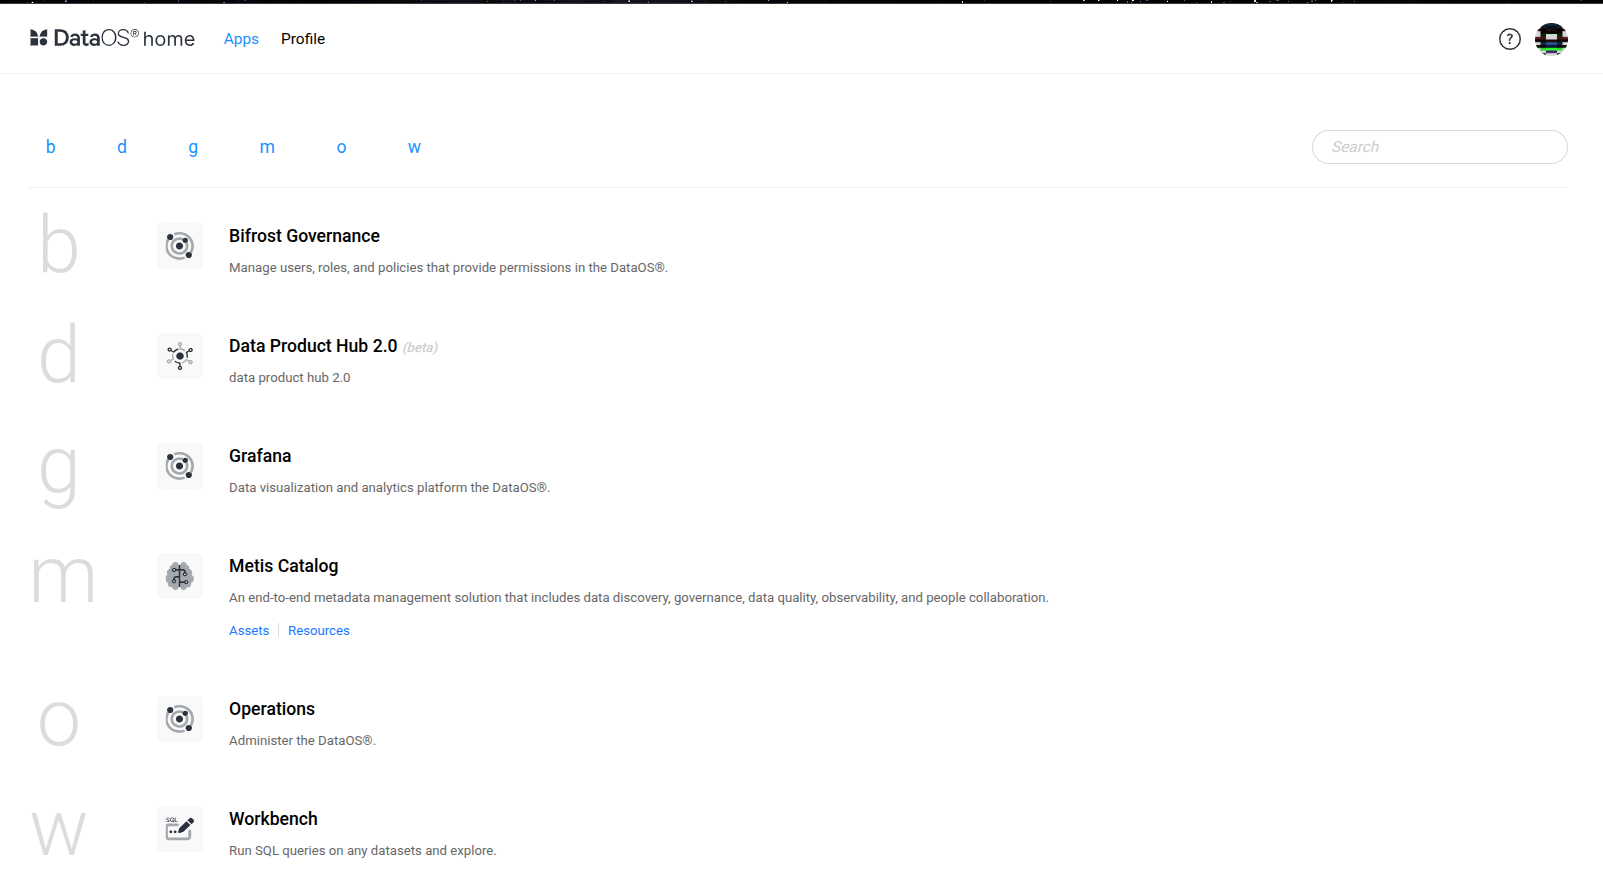 DataOS® home Apps Profile ?
b d g m o w Search
b
Bifrost Governance
Manage users, roles, and policies that provide permissions in the DataOS®.
d
Data Product Hub 2.0 (beta)
data product hub 2.0
g
Grafana
Data visualization and analytics platform the DataOS®.
m
Metis Catalog
An end-to-end metadata management solution that includes data discovery, governance, data quality, observability, and people collaboration.
Assets Resources
o
Operations
Administer the DataOS®.
w
SQL
Workbench
Run SQL queries on any datasets and explore.